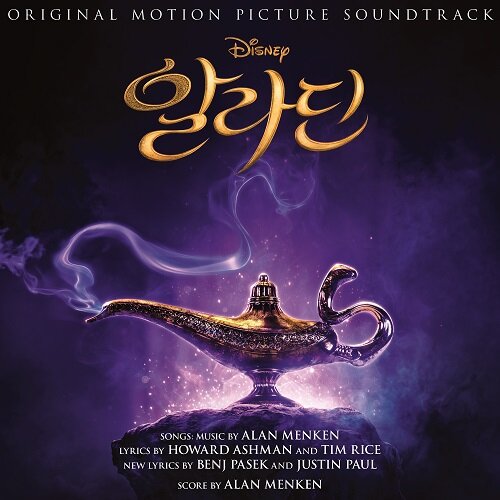 ORIGINAL MOTION PICTURE SOUNDTRACK
Disney
알라딘
SONGS: MUSIC BY ALAN MENKEN
LYRICS BY HOWARD ASHMAN AND TIM RICE
NEW LYRICS BY BENJ PASEK AND JUSTIN PAUL
SCORE BY ALAN MENKEN